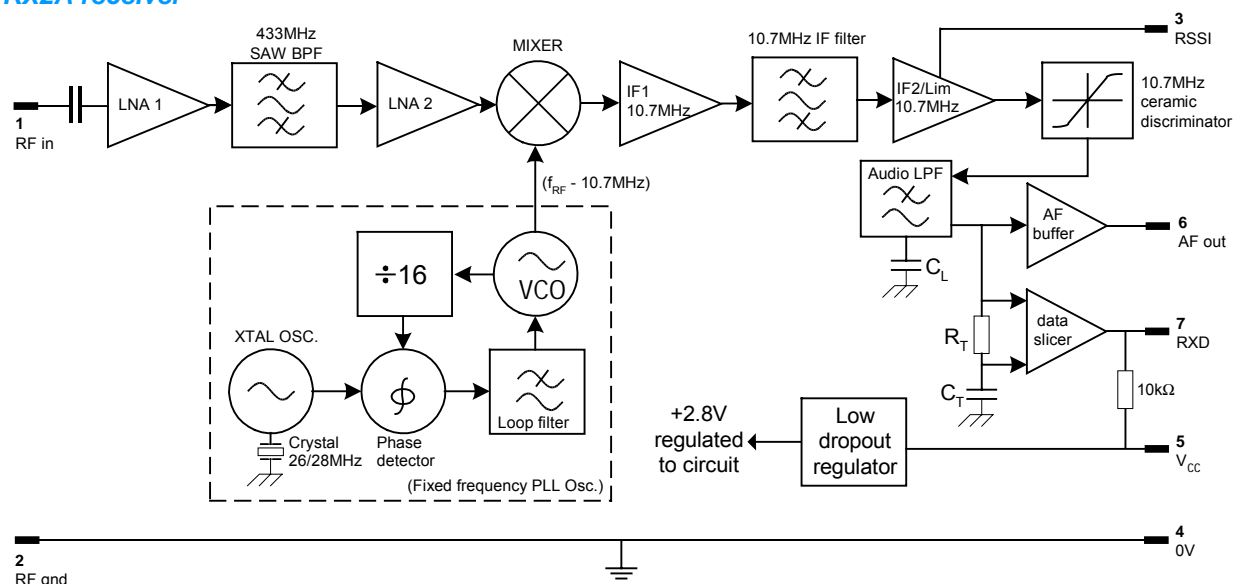 433MHz
SAW BPF
MIXER
10.7MHz IF filter
3
RSSI
LNA 1
LNA 2
IF1
10.7MHz
IF2/Lim
10.7MHz
10.7MHz
ceramic
discriminator
1
RF in
(fRF - 10.7MHz)
Audio LPF
AF
buffer
6
AF out
CL
÷16
VCO
XTAL OSC.
RT
data
slicer
7
RXD
CT
10kΩ
Loop filter
Crystal
26/28MHz
Phase
detector
(Fixed frequency PLL Osc.)
+2.8V
regulated
to circuit
Low
dropout
regulator
5
VCC
2
RF gnd
4
0V